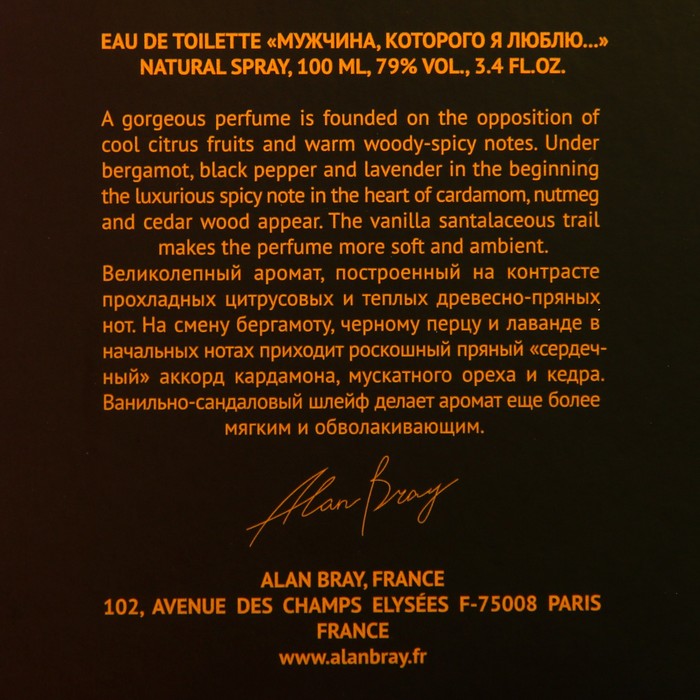 EAU DE TOILETTE «МУЖЧИНА, КОТОРОГО Я ЛЮБЛЮ...»
NATURAL SPRAY, 100 ML, 79% VOL., 3.4 FL.OZ.
A gorgeous perfume is founded on the opposition of
cool citrus fruits and warm woody-spicy notes. Under
bergamot, black pepper and lavender in the beginning
the luxurious spicy note in the heart of cardamom, nutmeg
and cedar wood appear. The vanilla santalaceous trail
makes the perfume more soft and ambient.
Великолепный аромат, построенный на контрасте
прохладных цитрусовых и теплых древесно-пряных
нот. На смену бергамоту, черному перцу и лаванде в
начальных нотах приходит роскошный пряный «сердеч-
ный» аккорд кардамона, мускатного ореха и кедра.
Ванильно-сандаловый шлейф делает аромат еще более
мягким и обволакивающим.
Alan Bray
ALAN BRAY, FRANCE
102, AVENUE DES CHAMPS ELYSÉES F-75008 PARIS
FRANCE
www.alanbray.fr